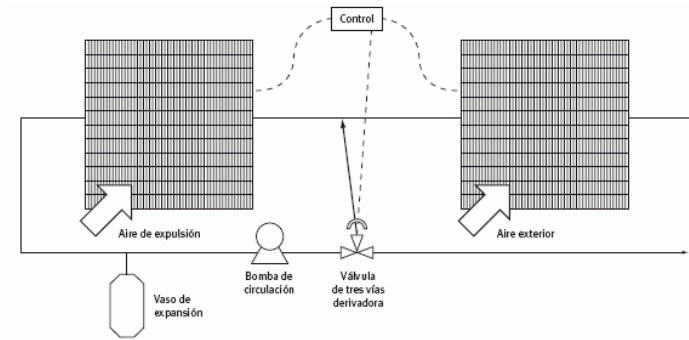 Control
Aire de expulsión
Aire exterior
Bomba de
circulación
Válvula
de tres vías
derivadora
Vaso de
expansión